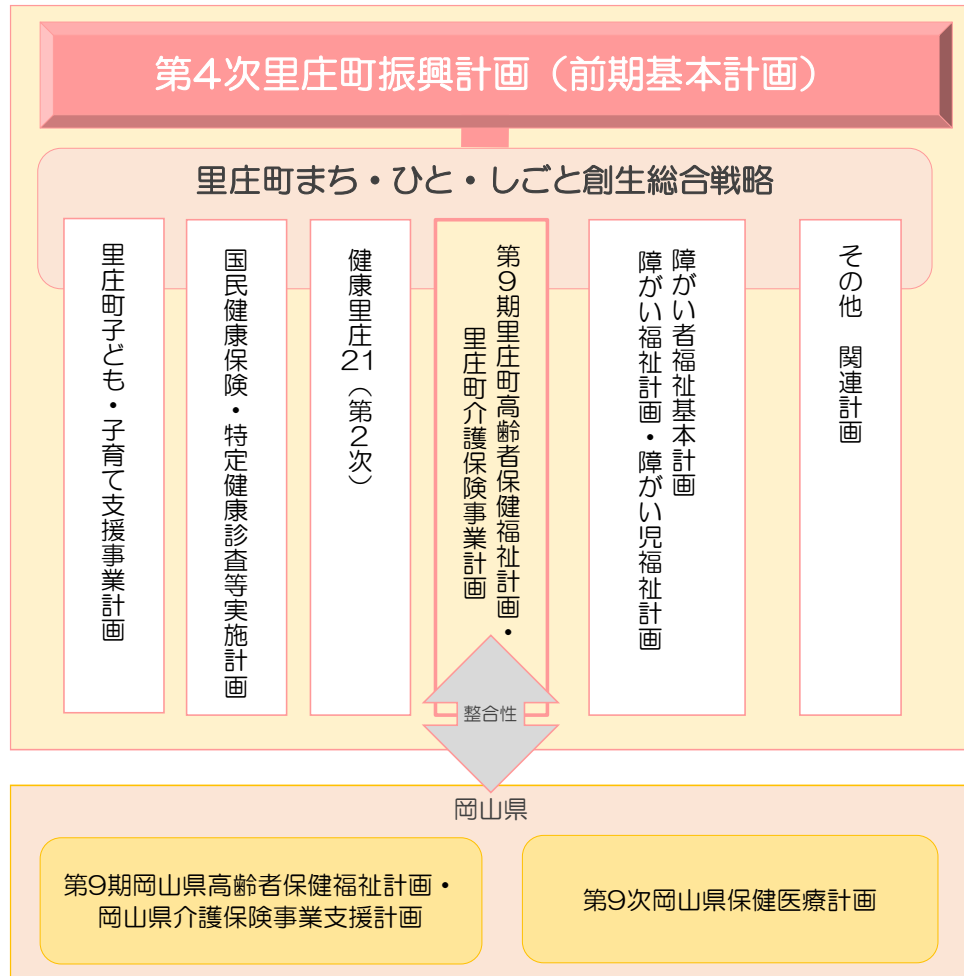 第4次里庄町振興計画（前期基本計画）
里庄町まち・ひと・しごと創生総合戦略
里庄町子ども・子育て支援事業計画
国民健康保険・特定健康診査等実施計画
健康里庄21（第2次）
第9期里庄町高齢者保健福祉計画・
里庄町介護保険事業計画
障がい者福祉基本計画
障がい福祉計画・障がい児福祉計画
その他　関連計画
整合性
岡山県
第9期岡山県高齢者保健福祉計画・
岡山県介護保険事業支援計画
第9次岡山県保健医療計画